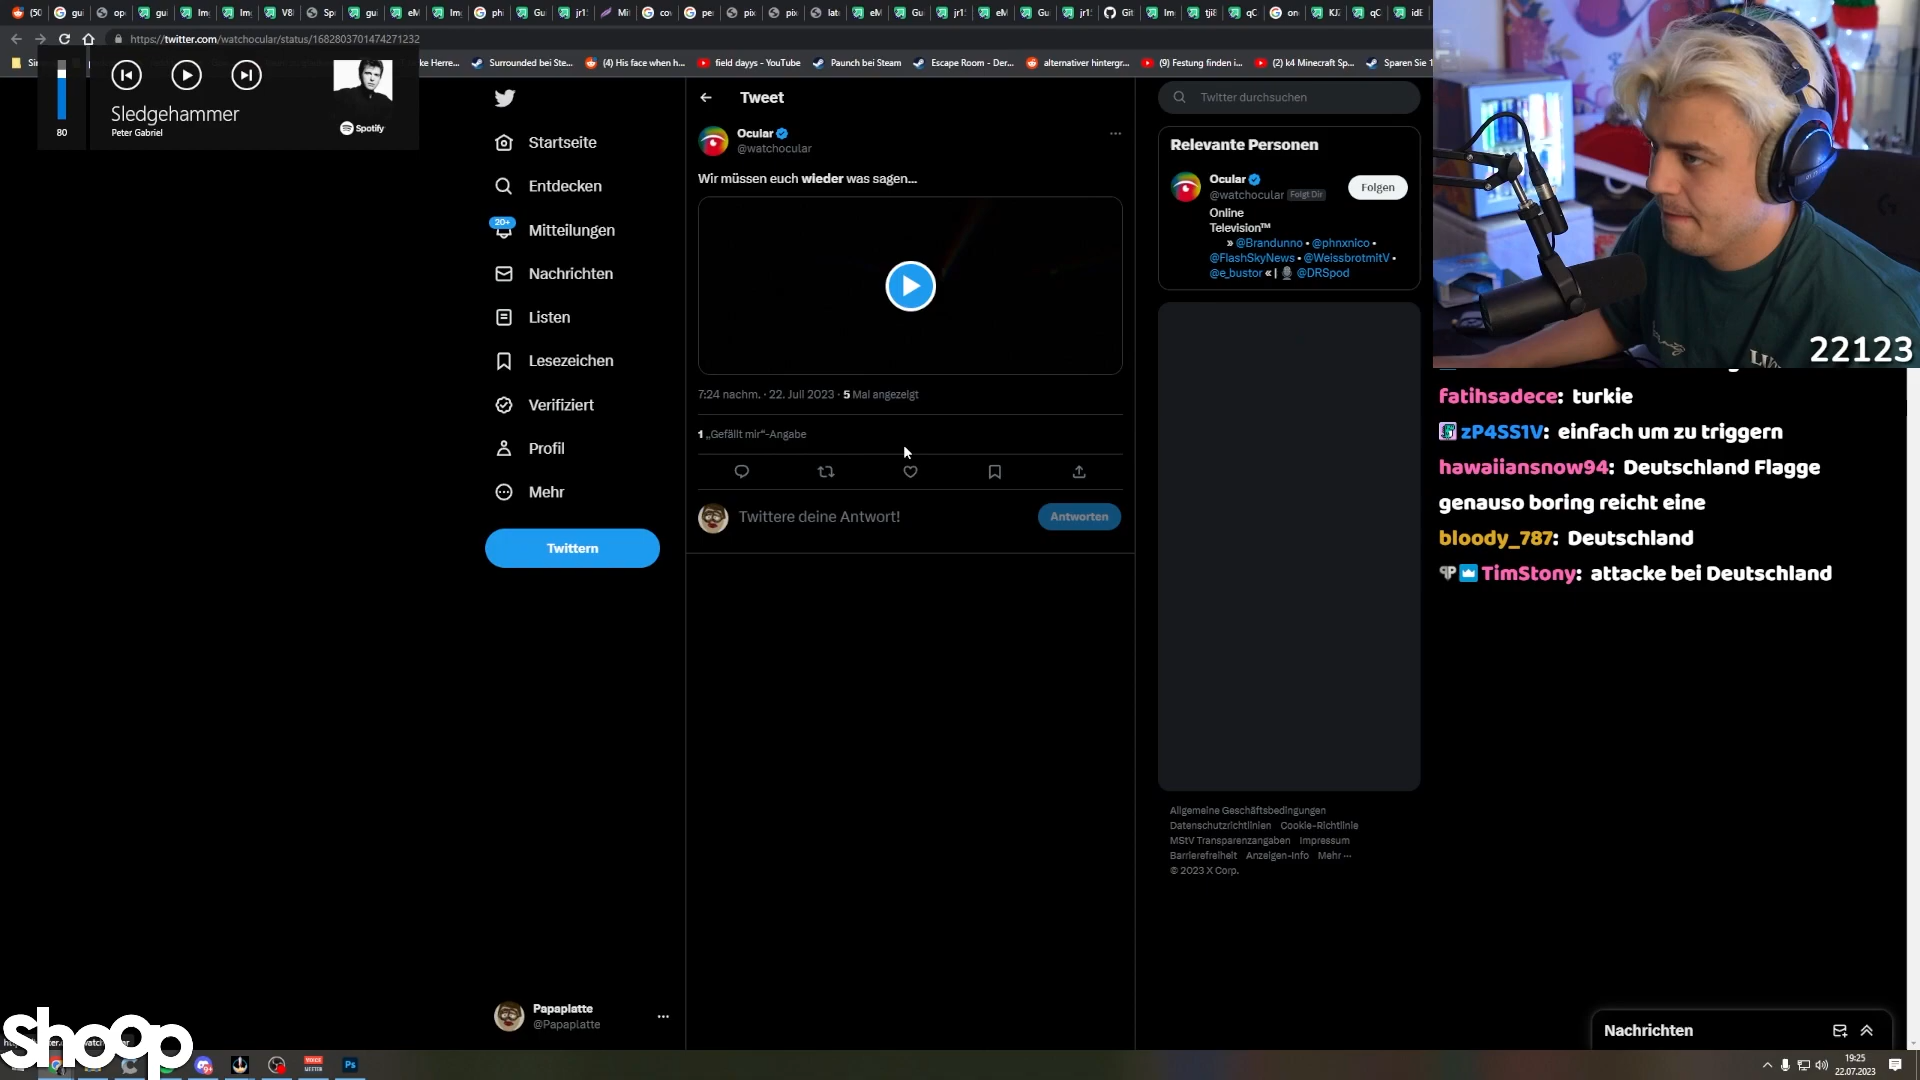 https://twitter.com/watchocular/status/1682803701474271232
Surrounded bei Ste...
(4) His face when h...
field dayys - YouTube
Paunch bei Steam
Escape Room - Der...
alternativer hintergr...
(9) Festung finden i...
(2) k4 Minecraft Sp...
Sparen Sie 1
Sledgehammer
Peter Gabriel
Spotify
80
Startseite
Entdecken
20+
Mitteilungen
Nachrichten
Listen
Lesezeichen
Verifiziert
Profil
Mehr
Twittern
Papaplatte
@Papaplatte
Tweet
Ocular
@watchocular
Wir müssen euch wieder was sagen...
7:24 nachm. · 22. Juli 2023 · 5 Mal angezeigt
1 „Gefällt mir“-Angabe
Twittere deine Antwort!
Antworten
Twitter durchsuchen
Relevante Personen
Ocular
@watchocular Folgt Dir
Folgen
Online
Television™
» @Brandunno • @phnxnico •
@FlashSkyNews • @WeissbrotmitV •
@e_bustor « | @DRSpod
Allgemeine Geschäftsbedingungen
Datenschutzrichtlinien Cookie-Richtlinie
MStV Transparenzangaben Impressum
Barrierefreiheit Anzeigen-Info Mehr ···
© 2023 X Corp.
22123
fatihsadece: turkie
zP4SS1V: einfach um zu triggern
hawaiiansnow94: Deutschland Flagge
genauso boring reicht eine
bloody_787: Deutschland
TimStony: attacke bei Deutschland
Nachrichten
shoop
VOICE
MEETER
Ps
19:25
22.07.2023